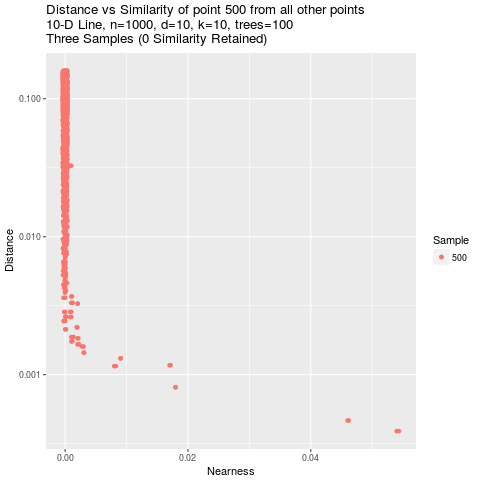 Distance vs Similarity of point 500 from all other points
10-D Line, n=1000, d=10, k=10, trees=100
Three Samples (0 Similarity Retained)
0.100
0.010
0.001
Distance
0.00
0.02
0.04
Nearness
Sample
500